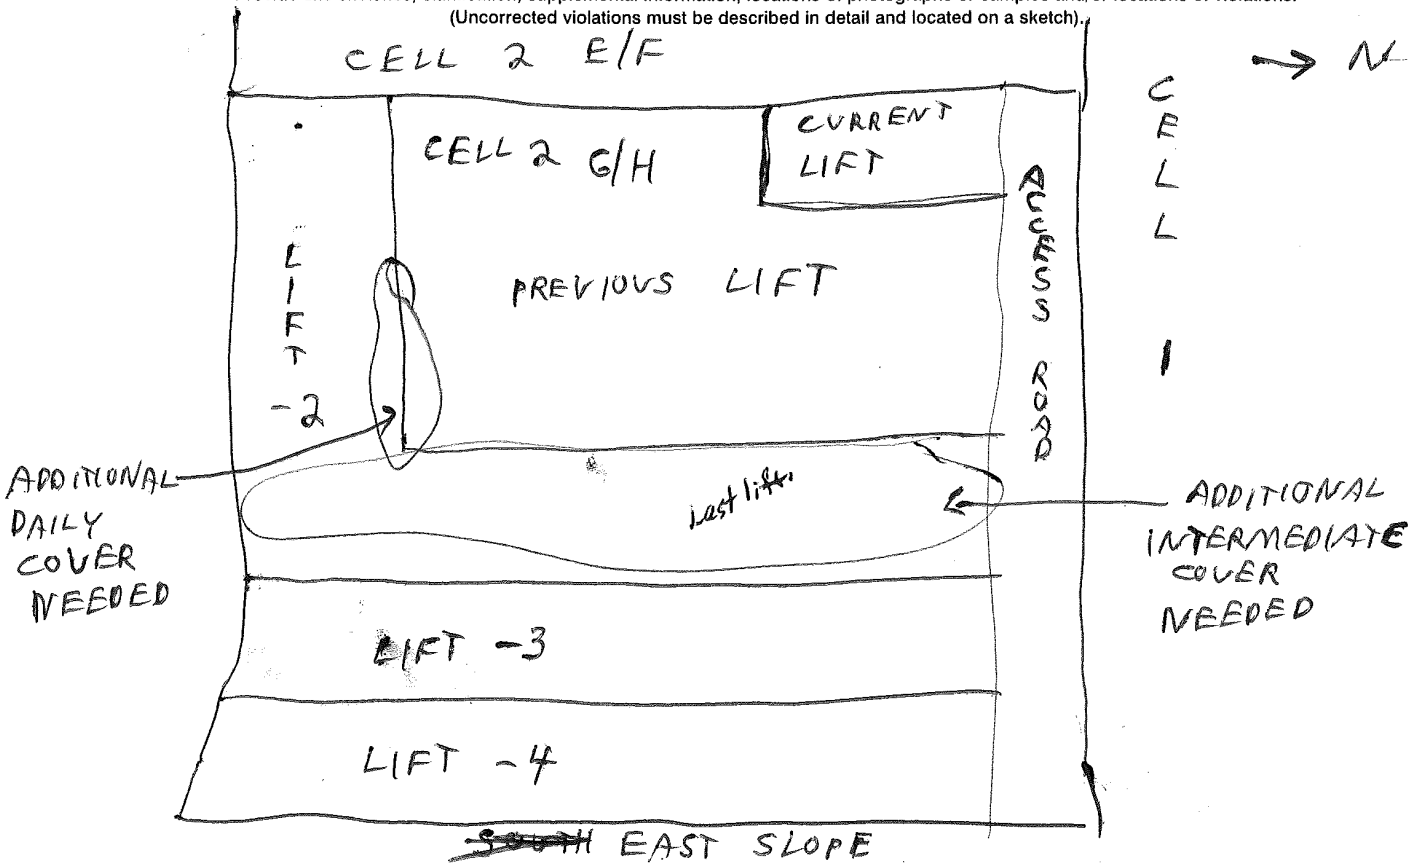 (Uncorrected violations must be described in detail and located on a sketch).
CELL 2 E/F
→ N
CELL 1
CURRENT
LIFT
CELL 2 G/H
ACCESS ROAD
LIFT -2
PREVIOUS LIFT
ADDITIONAL
DAILY
COVER
NEEDED
Last lift.
ADDITIONAL
INTERMEDIATE
COVER
NEEDED
LIFT -3
LIFT -4
SOUTH EAST SLOPE